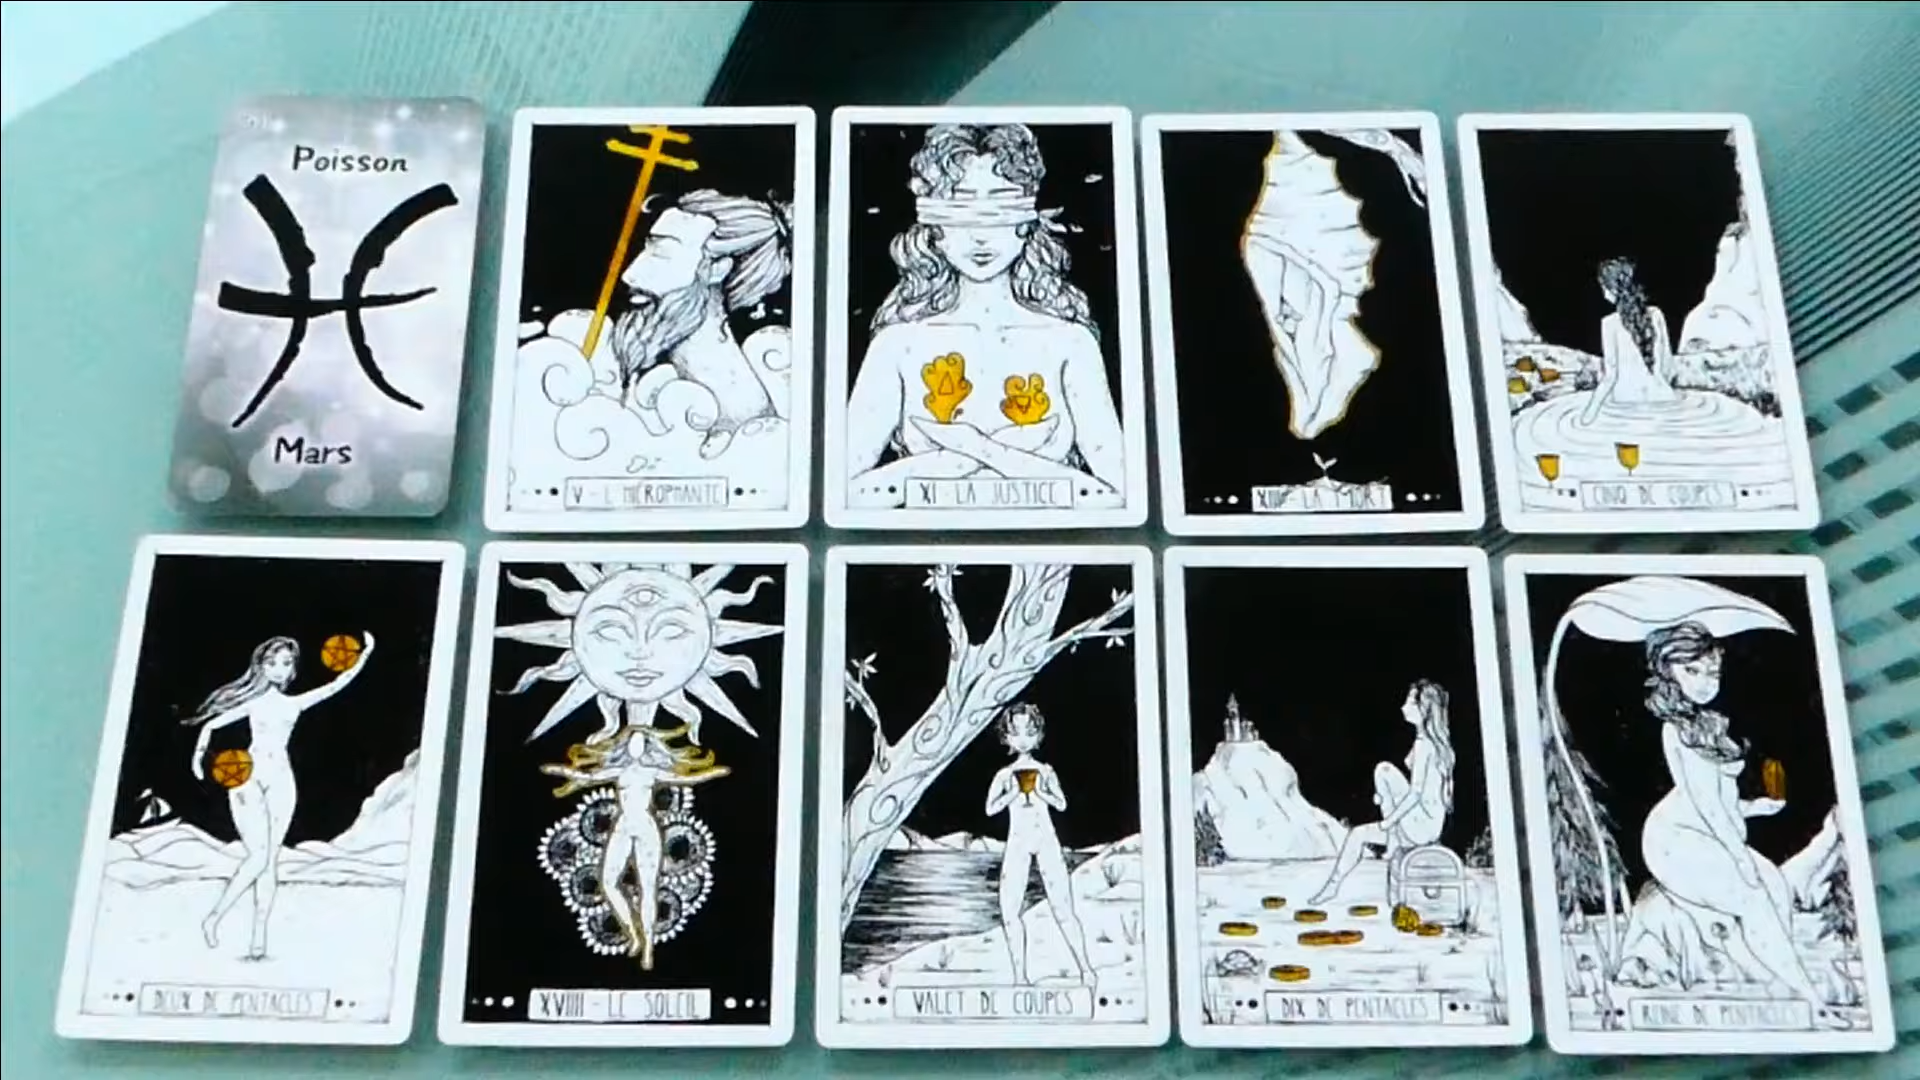 Poisson
Mars
V - L'HIÉROPHANTE
XI - LA JUSTICE
XIII - LA MORT
CINQ DE COUPES
DEUX DE PENTACLES
XVIIII - LE SOLEIL
VALET DE COUPES
DIX DE PENTACLES
REINE DE PENTACLES